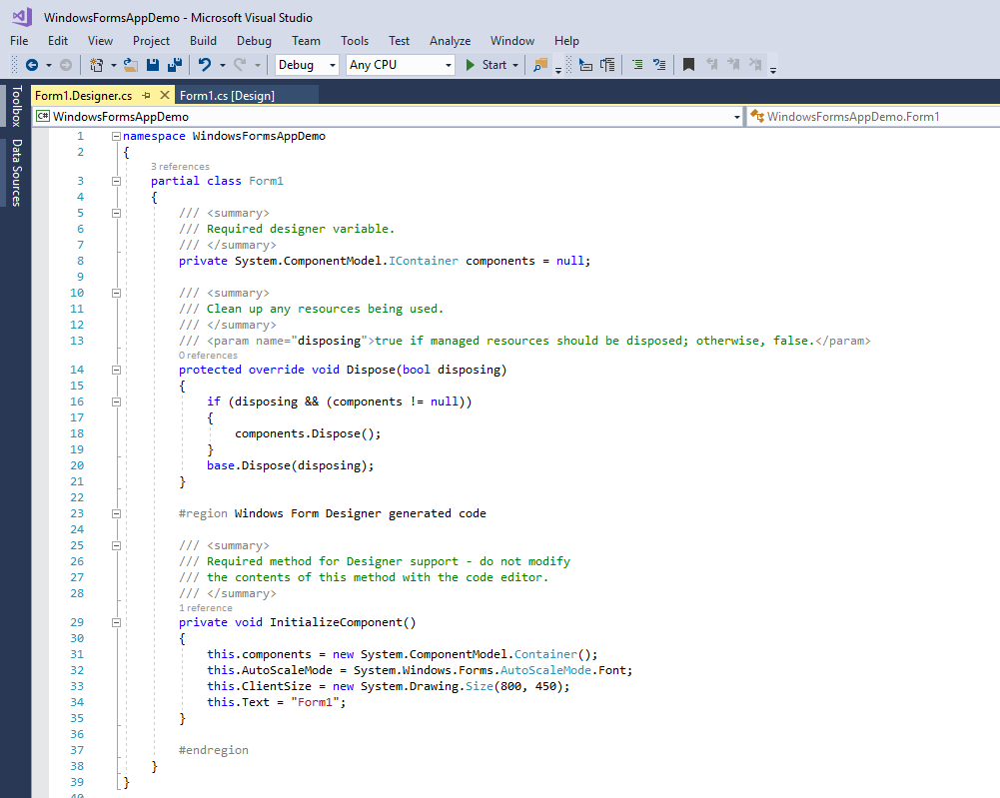 WindowsFormsAppDemo - Microsoft Visual Studio
File Edit View Project Build Debug Team Tools Test Analyze Window Help
Debug Any CPU Start
Form1.Designer.cs Form1.cs [Design]
Toolbox
Data Sources
C# WindowsFormsAppDemo WindowsFormsAppDemo.Form1
1 namespace WindowsFormsAppDemo
2 {
3 references
3 partial class Form1
4 {
5 /// <summary>
6 /// Required designer variable.
7 /// </summary>
8 private System.ComponentModel.IContainer components = null;
9
10 /// <summary>
11 /// Clean up any resources being used.
12 /// </summary>
13 /// <param name="disposing">true if managed resources should be disposed; otherwise, false.</param>
0 references
14 protected override void Dispose(bool disposing)
15 {
16 if (disposing && (components != null))
17 {
18 components.Dispose();
19 }
20 base.Dispose(disposing);
21 }
22
23 #region Windows Form Designer generated code
24
25 /// <summary>
26 /// Required method for Designer support - do not modify
27 /// the contents of this method with the code editor.
28 /// </summary>
1 reference
29 private void InitializeComponent()
30 {
31 this.components = new System.ComponentModel.Container();
32 this.AutoScaleMode = System.Windows.Forms.AutoScaleMode.Font;
33 this.ClientSize = new System.Drawing.Size(800, 450);
34 this.Text = "Form1";
35 }
36
37 #endregion
38 }
39 }
40